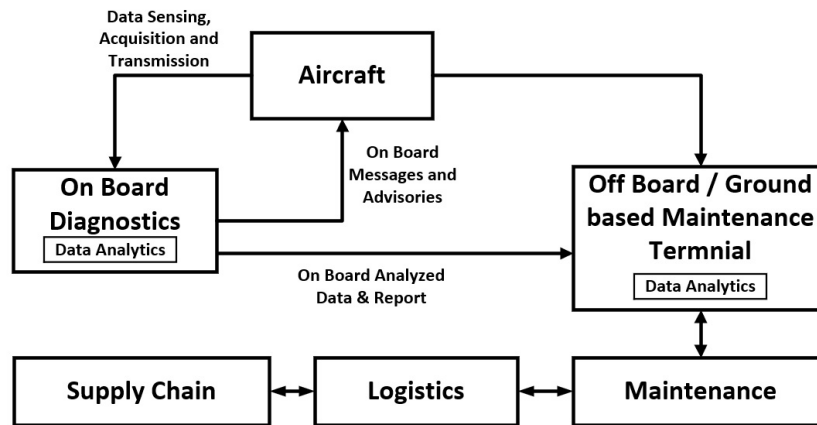 Data Sensing,
Acquisition and
Transmission
Aircraft
On Board
Messages and
Advisories
On Board
Diagnostics
Data Analytics
Off Board / Ground
based Maintenance
Termnial
Data Analytics
On Board Analyzed
Data & Report
Supply Chain
Logistics
Maintenance